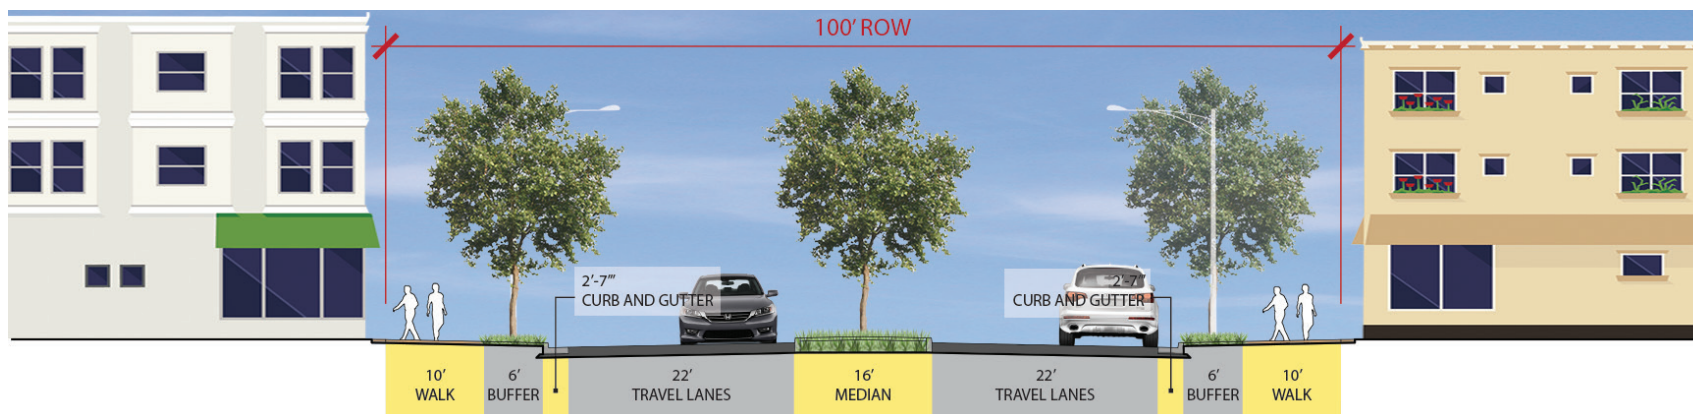 100’ ROW
2’-7”’
CURB AND GUTTER
2’-7”’
CURB AND GUTTER
10’
WALK
6’
BUFFER
22’
TRAVEL LANES
16’
MEDIAN
22’
TRAVEL LANES
6’
BUFFER
10’
WALK